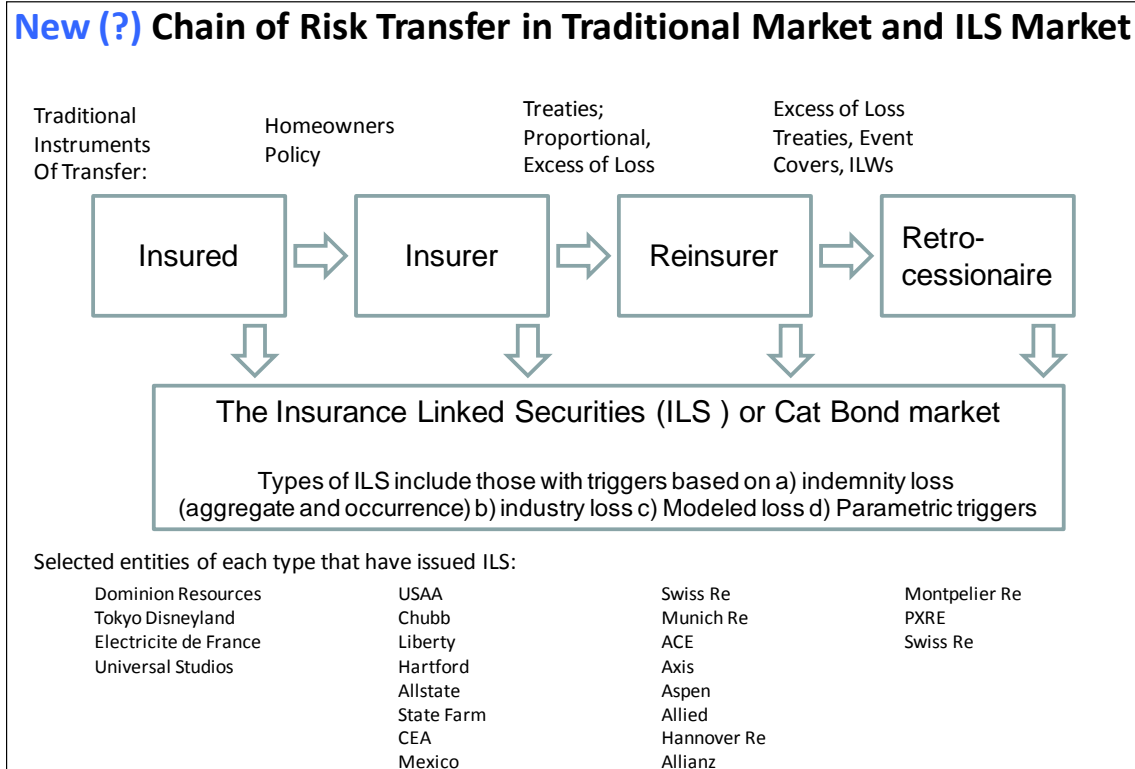 New (?) Chain of Risk Transfer in Traditional Market and ILS Market
Traditional
Instruments
Of Transfer:
Homeowners
Policy
Treaties;
Proportional,
Excess of Loss
Excess of Loss
Treaties, Event
Covers, ILWs
Insured
Insurer
Reinsurer
Retro-
cessionaire
The Insurance Linked Securities (ILS ) or Cat Bond market
Types of ILS include those with triggers based on a) indemnity loss
(aggregate and occurrence) b) industry loss c) Modeled loss d) Parametric triggers
Selected entities of each type that have issued ILS:
Dominion Resources
Tokyo Disneyland
Electricite de France
Universal Studios
USAA
Chubb
Liberty
Hartford
Allstate
State Farm
CEA
Mexico
Swiss Re
Munich Re
ACE
Axis
Aspen
Allied
Hannover Re
Allianz
Montpelier Re
PXRE
Swiss Re